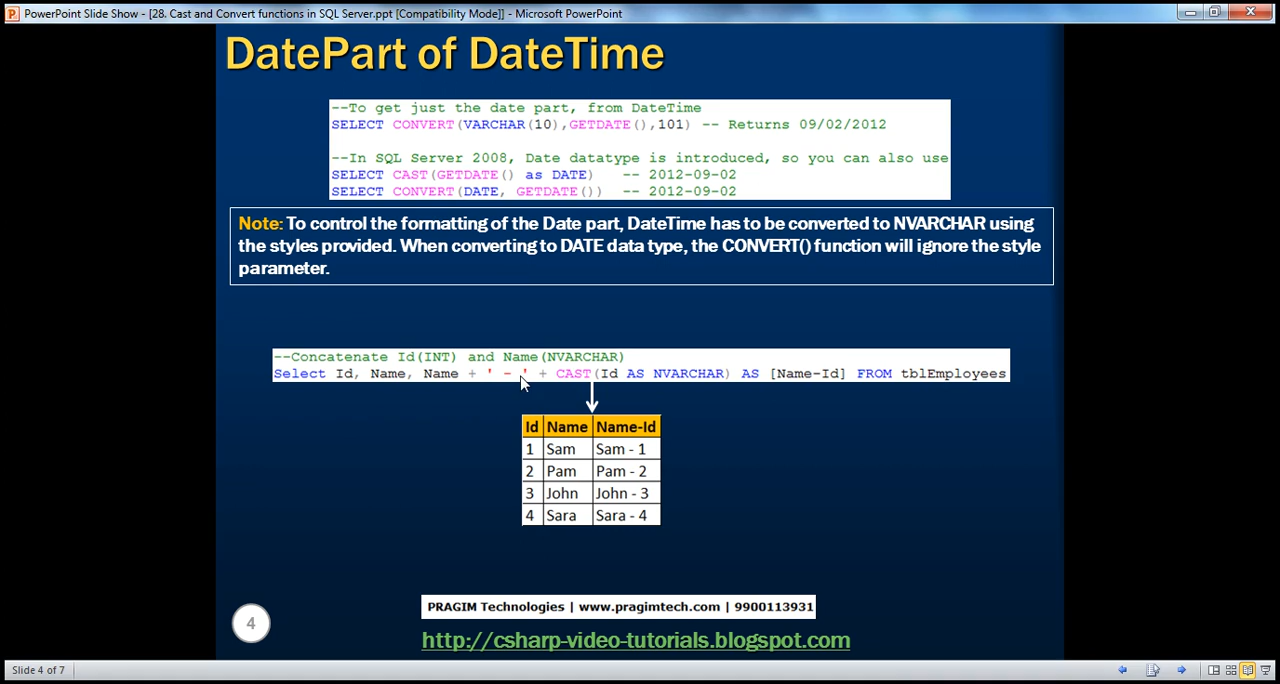 PowerPoint Slide Show - [28. Cast and Convert functions in SQL Server.ppt [Compatibility Mode]] - Microsoft PowerPoint
DatePart of DateTime
--To get just the date part, from DateTime
SELECT CONVERT(VARCHAR(10),GETDATE(),101) -- Returns 09/02/2012
--In SQL Server 2008, Date datatype is introduced, so you can also use
SELECT CAST(GETDATE() as DATE) -- 2012-09-02
SELECT CONVERT(DATE, GETDATE()) -- 2012-09-02
Note: To control the formatting of the Date part, DateTime has to be converted to NVARCHAR using
the styles provided. When converting to DATE data type, the CONVERT() function will ignore the style
parameter.
--Concatenate Id(INT) and Name(NVARCHAR)
Select Id, Name, Name + ' - ' + CAST(Id AS NVARCHAR) AS [Name-Id] FROM tblEmployees
Id Name Name-Id
1 Sam Sam - 1
2 Pam Pam - 2
3 John John - 3
4 Sara Sara - 4
PRAGIM Technologies | www.pragimtech.com | 9900113931
4
http://csharp-video-tutorials.blogspot.com
Slide 4 of 7